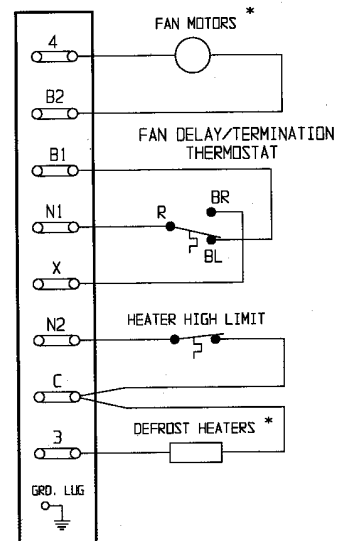 FAN MOTORS *
4
B2
FAN DELAY/TERMINATION
THERMOSTAT
B1
BR
N1
R
BL
X
HEATER HIGH LIMIT
N2
C
DEFROST HEATERS *
3
GRD. LUG